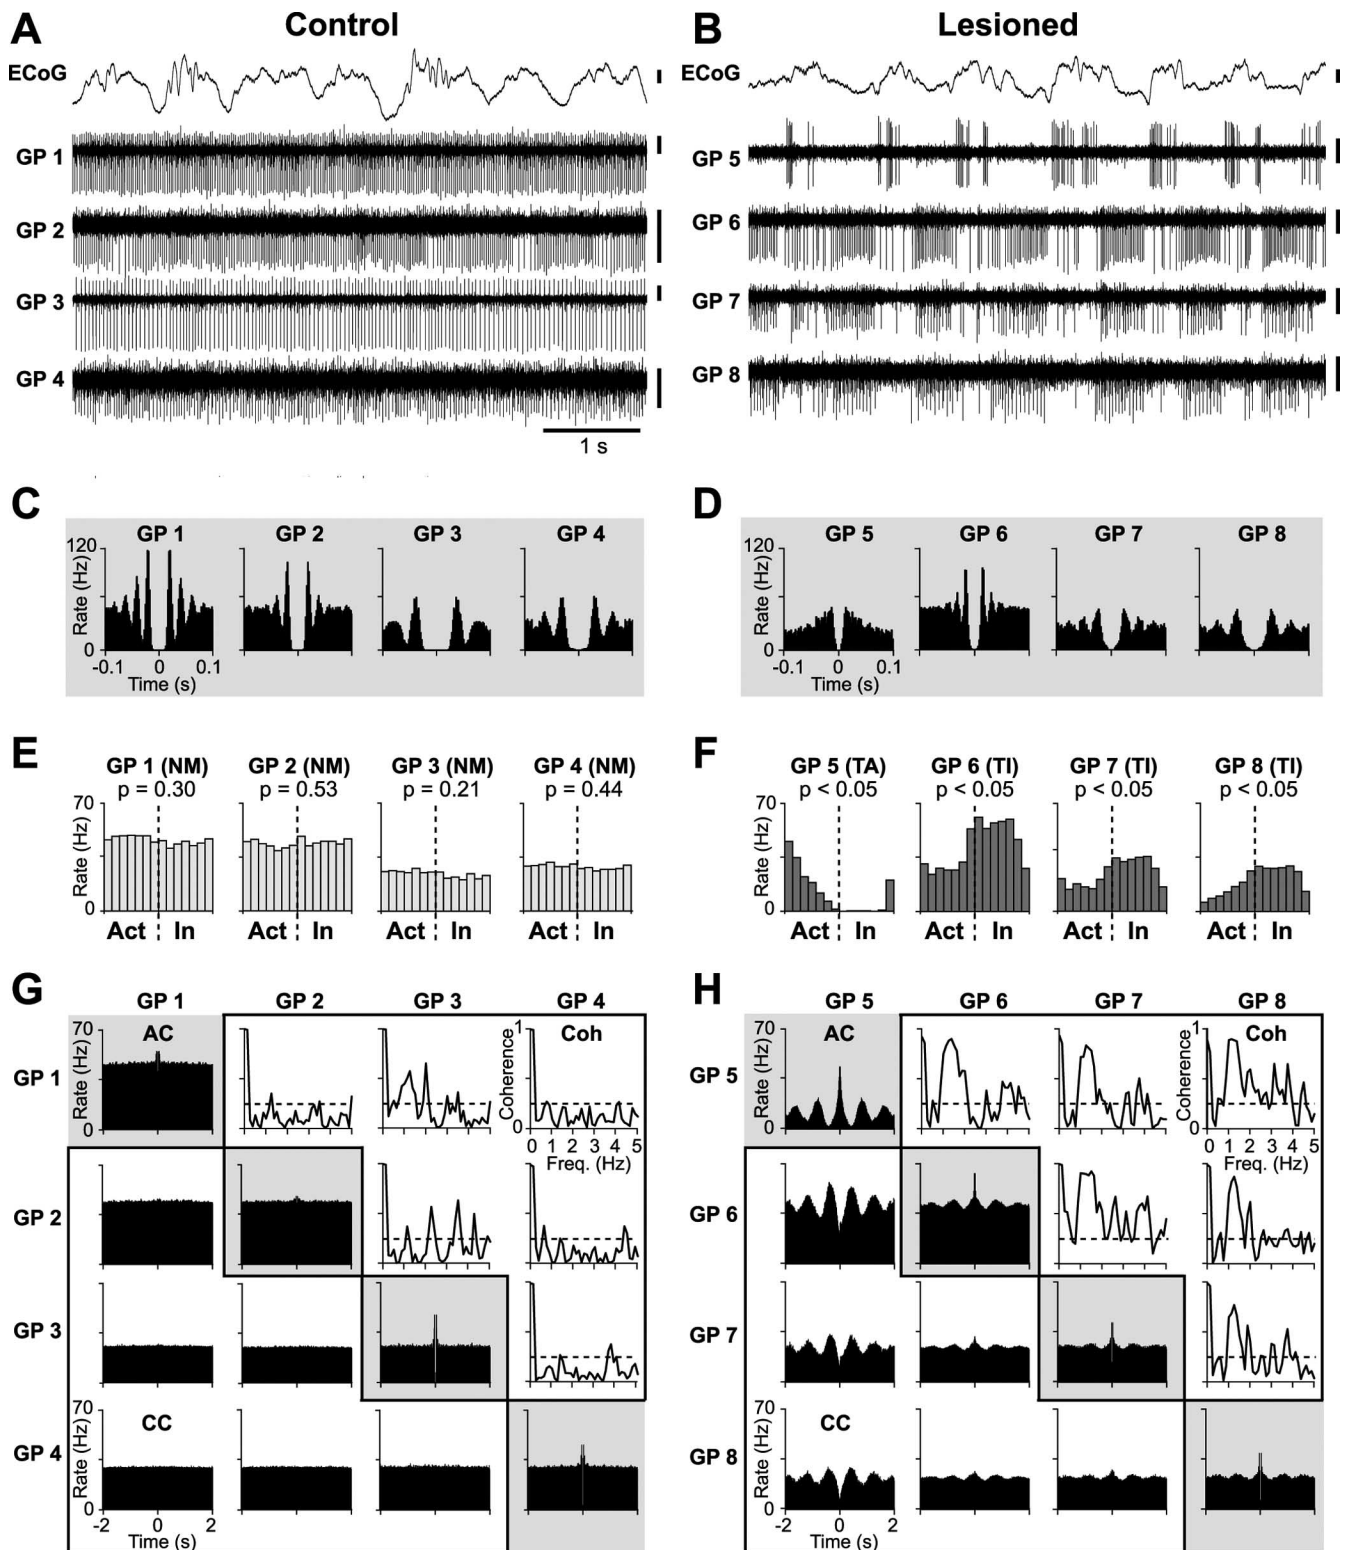 A Control
B Lesioned
ECoG
GP 1
GP 2
GP 3
GP 4
1 s
ECoG
GP 5
GP 6
GP 7
GP 8
C
GP 1 GP 2 GP 3 GP 4
120
Rate (Hz)
0
-0.1 0 0.1
Time (s)
D
GP 5 GP 6 GP 7 GP 8
120
Rate (Hz)
0
-0.1 0 0.1
Time (s)
E
GP 1 (NM) GP 2 (NM) GP 3 (NM) GP 4 (NM)
p = 0.30 p = 0.53 p = 0.21 p = 0.44
70
Rate (Hz)
0
Act In Act In Act In Act In
F
GP 5 (TA) GP 6 (TI) GP 7 (TI) GP 8 (TI)
p < 0.05 p < 0.05 p < 0.05 p < 0.05
70
Rate (Hz)
0
Act In Act In Act In Act In
G
GP 1 GP 2 GP 3 GP 4
GP 1
70
Rate (Hz)
0
AC
1
Coherence
0
Coh
0 1 2 3 4 5
Freq. (Hz)
GP 2
GP 3
GP 4
70
Rate (Hz)
0
CC
-2 0 2
Time (s)
H
GP 5 GP 6 GP 7 GP 8
GP 5
70
Rate (Hz)
0
AC
1
Coherence
0
Coh
0 1 2 3 4 5
Freq. (Hz)
GP 6
GP 7
GP 8
70
Rate (Hz)
0
CC
-2 0 2
Time (s)